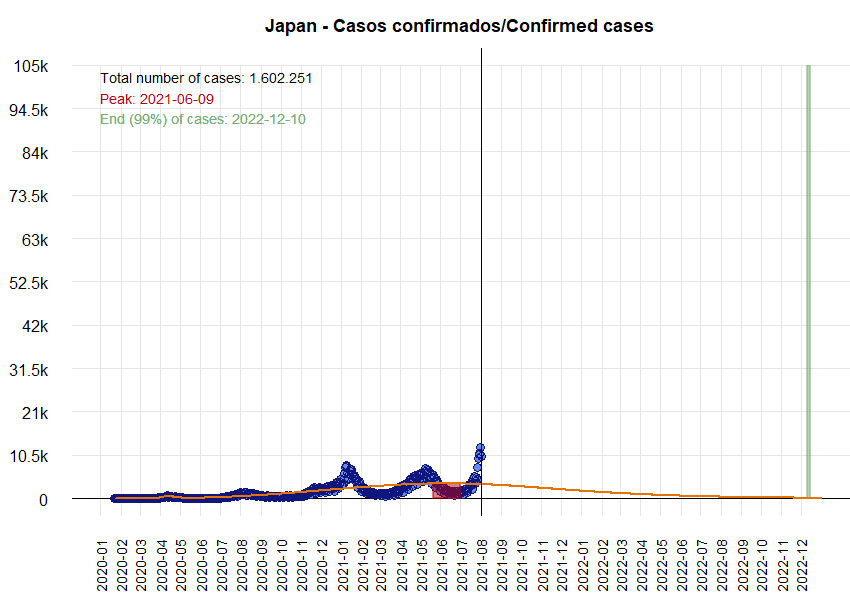 Japan - Casos confirmados/Confirmed cases
Total number of cases: 1.602.251
Peak: 2021-06-09
End (99%) of cases: 2022-12-10
105k
94.5k
84k
73.5k
63k
52.5k
42k
31.5k
21k
10.5k
0
2020-01
2020-02
2020-03
2020-04
2020-05
2020-06
2020-07
2020-08
2020-09
2020-10
2020-11
2020-12
2021-01
2021-02
2021-03
2021-04
2021-05
2021-06
2021-07
2021-08
2021-09
2021-10
2021-11
2021-12
2022-01
2022-02
2022-03
2022-04
2022-05
2022-06
2022-07
2022-08
2022-09
2022-10
2022-11
2022-12